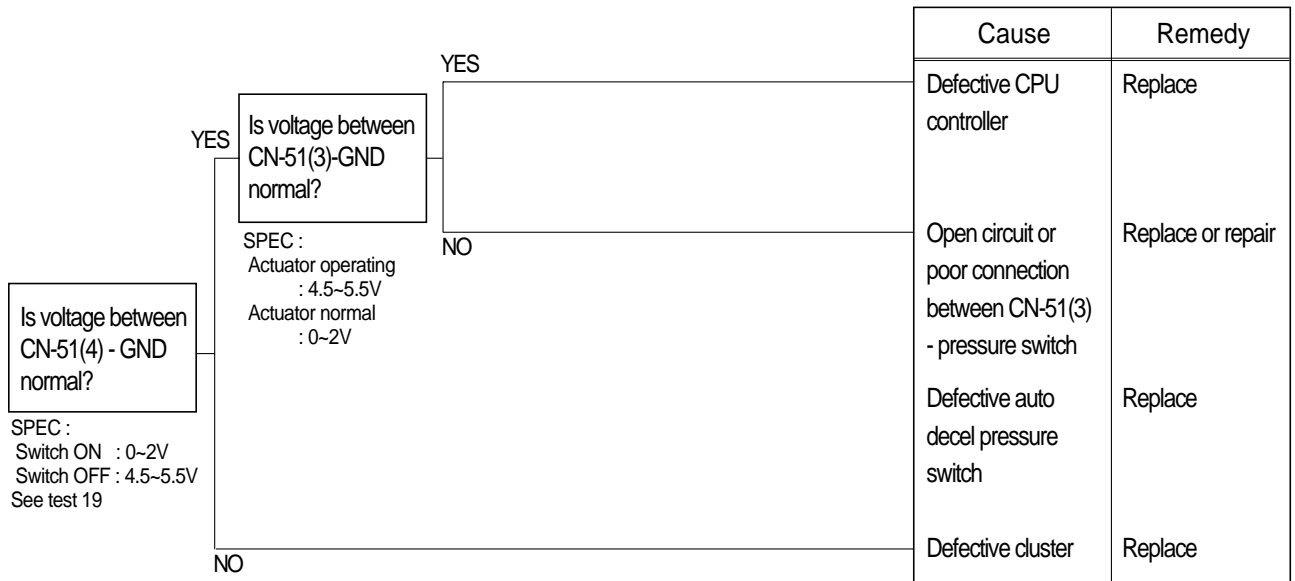 Cause
Remedy
YES
Defective CPU
controller
Replace
YES
Is voltage between
CN-51(3)-GND
normal?
SPEC :
Actuator operating
: 4.5~5.5V
Actuator normal
: 0~2V
NO
Open circuit or
poor connection
between CN-51(3)
- pressure switch
Replace or repair
Is voltage between
CN-51(4) - GND
normal?
SPEC :
Switch ON : 0~2V
Switch OFF : 4.5~5.5V
See test 19
Defective auto
decel pressure
switch
Replace
NO
Defective cluster
Replace